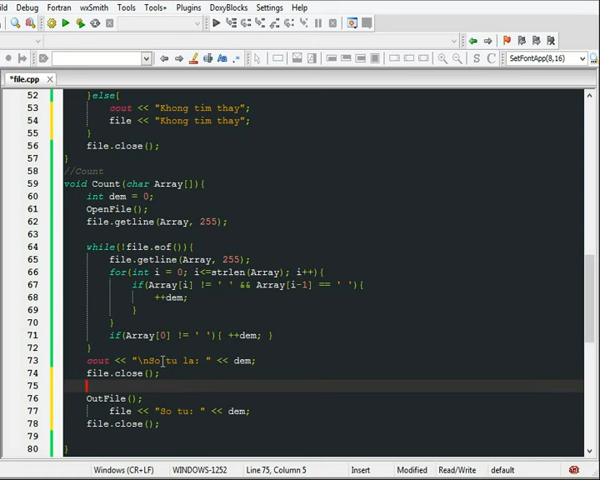 ild Debug Fortran wxSmith Tools Tools+ Plugins DoxyBlocks Settings Help
SetFontApp(8,16)
*file.cpp
52 }else{
53 cout << "Khong tim thay";
54 file << "Khong tim thay";
55 }
56 file.close();
57 }
58 //Count
59 void Count(char Array[]){
60 int dem = 0;
61 OpenFile();
62 file.getline(Array, 255);
63
64 while(!file.eof()){
65 file.getline(Array, 255);
66 for(int i = 0; i<=strlen(Array); i++){
67 if(Array[i] != ' ' && Array[i-1] == ' '){
68 ++dem;
69 }
70 }
71 if(Array[0] != ' '){ ++dem; }
72 }
73 cout << "\nSo tu la: " << dem;
74 file.close();
75
76 OutFile();
77 file << "So tu: " << dem;
78 file.close();
79
80 }
Windows (CR+LF) WINDOWS-1252 Line 75, Column 5 Insert Modified Read/Write default